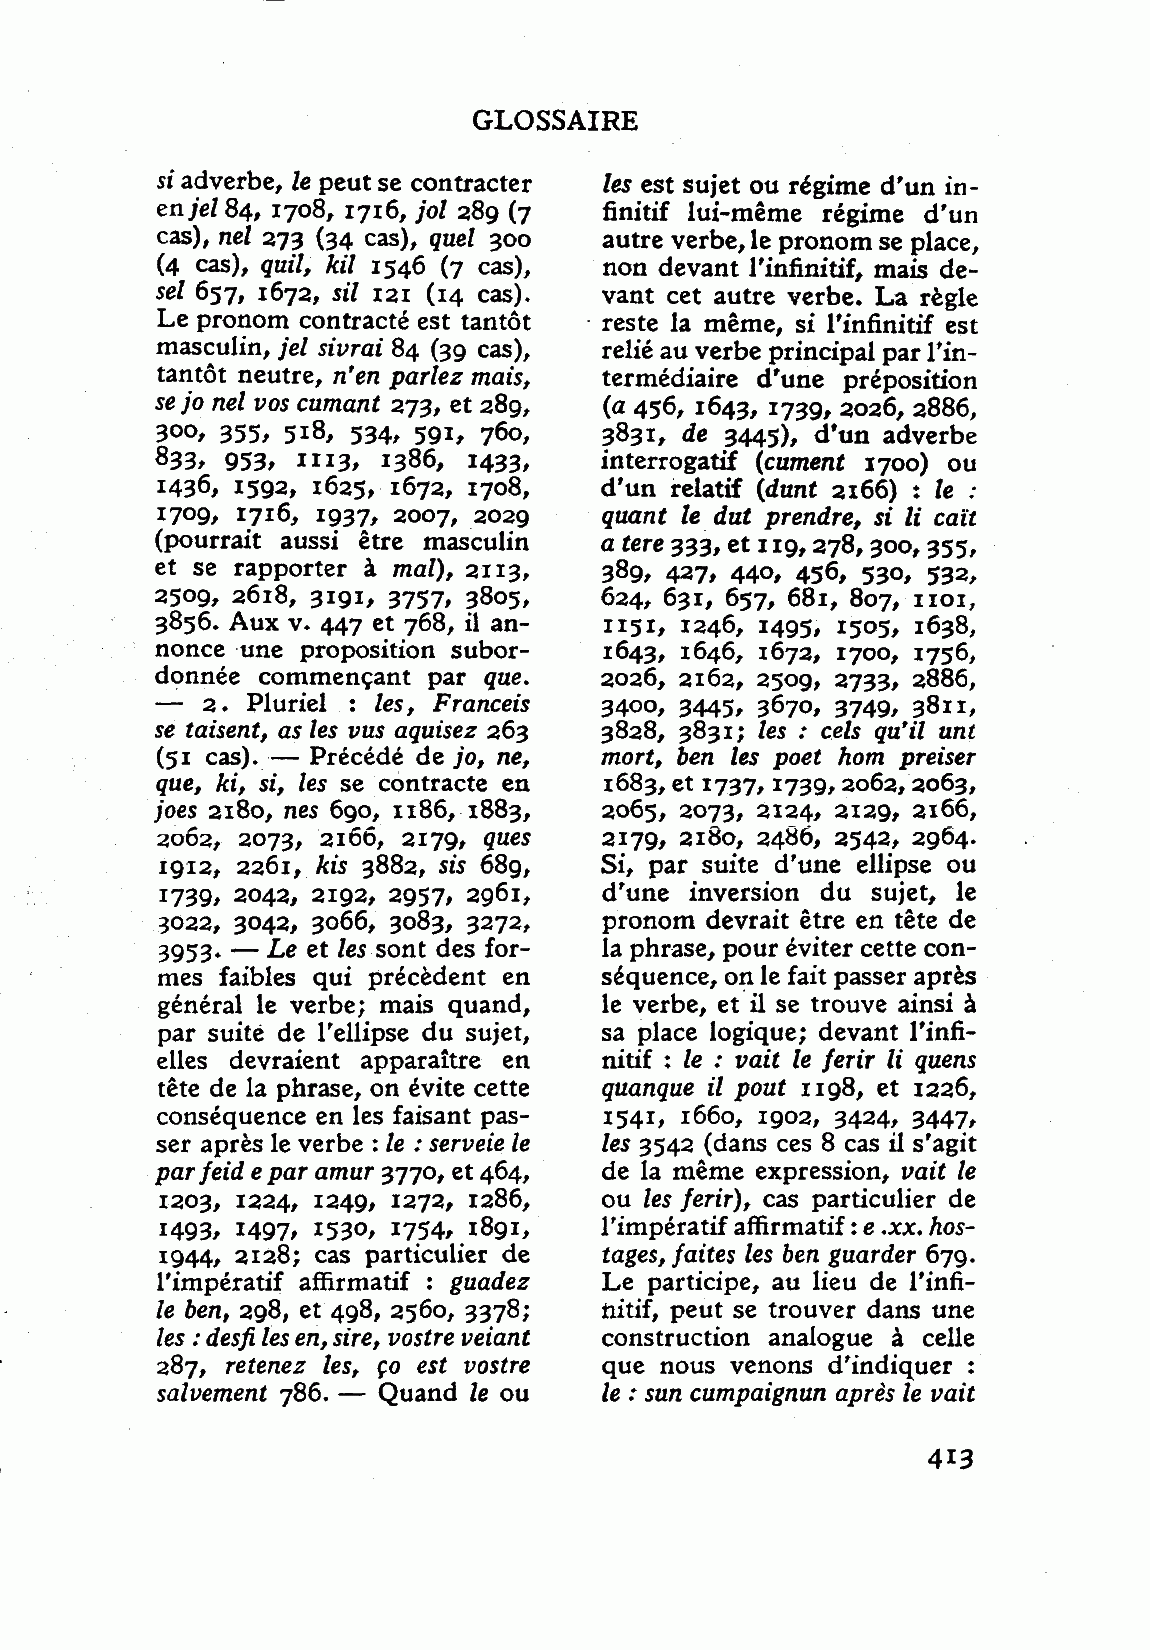 GLOSSAIRE
si adverbe, le peut se contracter
en jel 84, 1708, 1716, jol 289 (7
cas), nel 273 (34 cas), quel 300
(4 cas), quil, kil 1546 (7 cas),
sel 657, 1672, sil 121 (14 cas).
Le pronom contracté est tantôt
masculin, jel sivrai 84 (39 cas),
tantôt neutre, n'en parlez mais,
se jo nel vos cumant 273, et 289,
300, 355, 518, 534, 591, 760,
833, 953, 1113, 1386, 1433,
1436, 1592, 1625, 1672, 1708,
1709, 1716, 1937, 2007, 2029
(pourrait aussi être masculin
et se rapporter à mal), 2113,
2509, 2618, 3191, 3757, 3805,
3856. Aux v. 447 et 768, il an-
nonce une proposition subor-
donnée commençant par que.
— 2. Pluriel : les, Franceis
se taisent, as les vus aquisez 263
(51 cas). — Précédé de jo, ne,
que, ki, si, les se contracte en
joes 2180, nes 690, 1186, 1883,
2062, 2073, 2166, 2179, ques
1912, 2261, kis 3882, sis 689,
1739, 2042, 2192, 2957, 2961,
3022, 3042, 3066, 3083, 3272,
3953. — Le et les sont des for-
mes faibles qui précèdent en
général le verbe; mais quand,
par suite de l'ellipse du sujet,
elles devraient apparaître en
tête de la phrase, on évite cette
conséquence en les faisant pas-
ser après le verbe : le : serveie le
par feid e par amur 3770, et 464,
1203, 1224, 1249, 1272, 1286,
1493, 1497, 1530, 1754, 1891,
1944, 2128; cas particulier de
l'impératif affirmatif : guadez
le ben, 298, et 498, 2560, 3378;
les : desfi les en, sire, vostre veiant
287, retenez les, ço est vostre
salvement 786. — Quand le ou
les est sujet ou régime d'un in-
finitif lui-même régime d'un
autre verbe, le pronom se place,
non devant l'infinitif, mais de-
vant cet autre verbe. La règle
reste la même, si l'infinitif est
relié au verbe principal par l'in-
termédiaire d'une préposition
(a 456, 1643, 1739, 2026, 2886,
3831, de 3445), d'un adverbe
interrogatif (cument 1700) ou
d'un relatif (dunt 2166) : le :
quant le dut prendre, si li caït
a tere 333, et 119, 278, 300, 355,
389, 427, 440, 456, 530, 532,
624, 631, 657, 681, 807, 1101,
1151, 1246, 1495, 1505, 1638,
1643, 1646, 1672, 1700, 1756,
2026, 2162, 2509, 2733, 2886,
3400, 3445, 3670, 3749, 3811,
3828, 3831; les : cels qu'il unt
mort, ben les poet hom preiser
1683, et 1737, 1739, 2062, 2063,
2065, 2073, 2124, 2129, 2166,
2179, 2180, 2486, 2542, 2964.
Si, par suite d'une ellipse ou
d'une inversion du sujet, le
pronom devrait être en tête de
la phrase, pour éviter cette con-
séquence, on le fait passer après
le verbe, et il se trouve ainsi à
sa place logique; devant l'infi-
nitif : le : vait le ferir li quens
quanque il pout 1198, et 1226,
1541, 1660, 1902, 3424, 3447,
les 3542 (dans ces 8 cas il s'agit
de la même expression, vait le
ou les ferir), cas particulier de
l'impératif affirmatif : e .xx. hos-
tages, faites les ben guarder 679.
Le participe, au lieu de l'infi-
nitif, peut se trouver dans une
construction analogue à celle
que nous venons d'indiquer :
le : sun cumpaignun après le vait
413